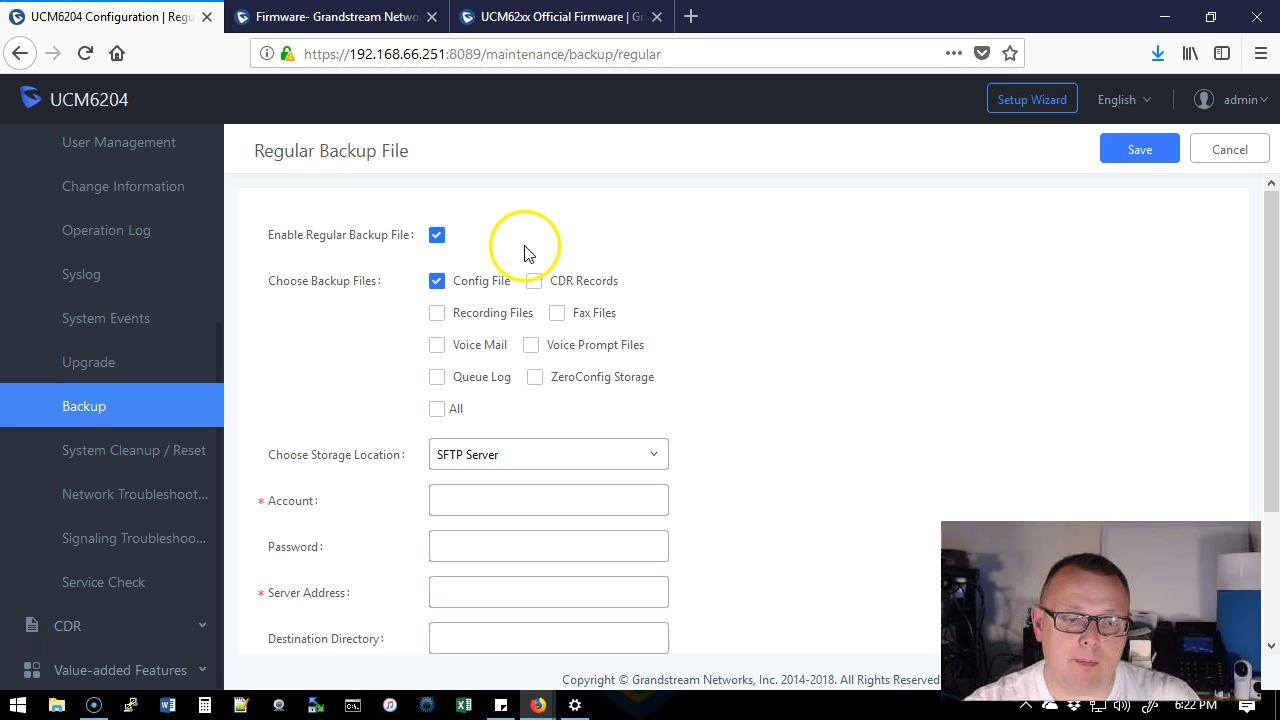 UCM6204 Configuration | Regu
Firmware- Grandstream Netwo
UCM62xx Official Firmware | Gr
https://192.168.66.251:8089/maintenance/backup/regular
UCM6204
Setup Wizard
English
admin
User Management
Change Information
Operation Log
Syslog
System Events
Upgrade
Backup
System Cleanup / Reset
Network Troubleshoot...
Signaling Troubleshoo...
Service Check
CDR
Value-added Features
Regular Backup File
Save
Cancel
Enable Regular Backup File:
Choose Backup Files:
Config File
CDR Records
Recording Files
Fax Files
Voice Mail
Voice Prompt Files
Queue Log
ZeroConfig Storage
All
Choose Storage Location:
SFTP Server
* Account:
Password:
* Server Address:
Destination Directory:
Copyright © Grandstream Networks, Inc. 2014-2018. All Rights Reserved
6:22 PM